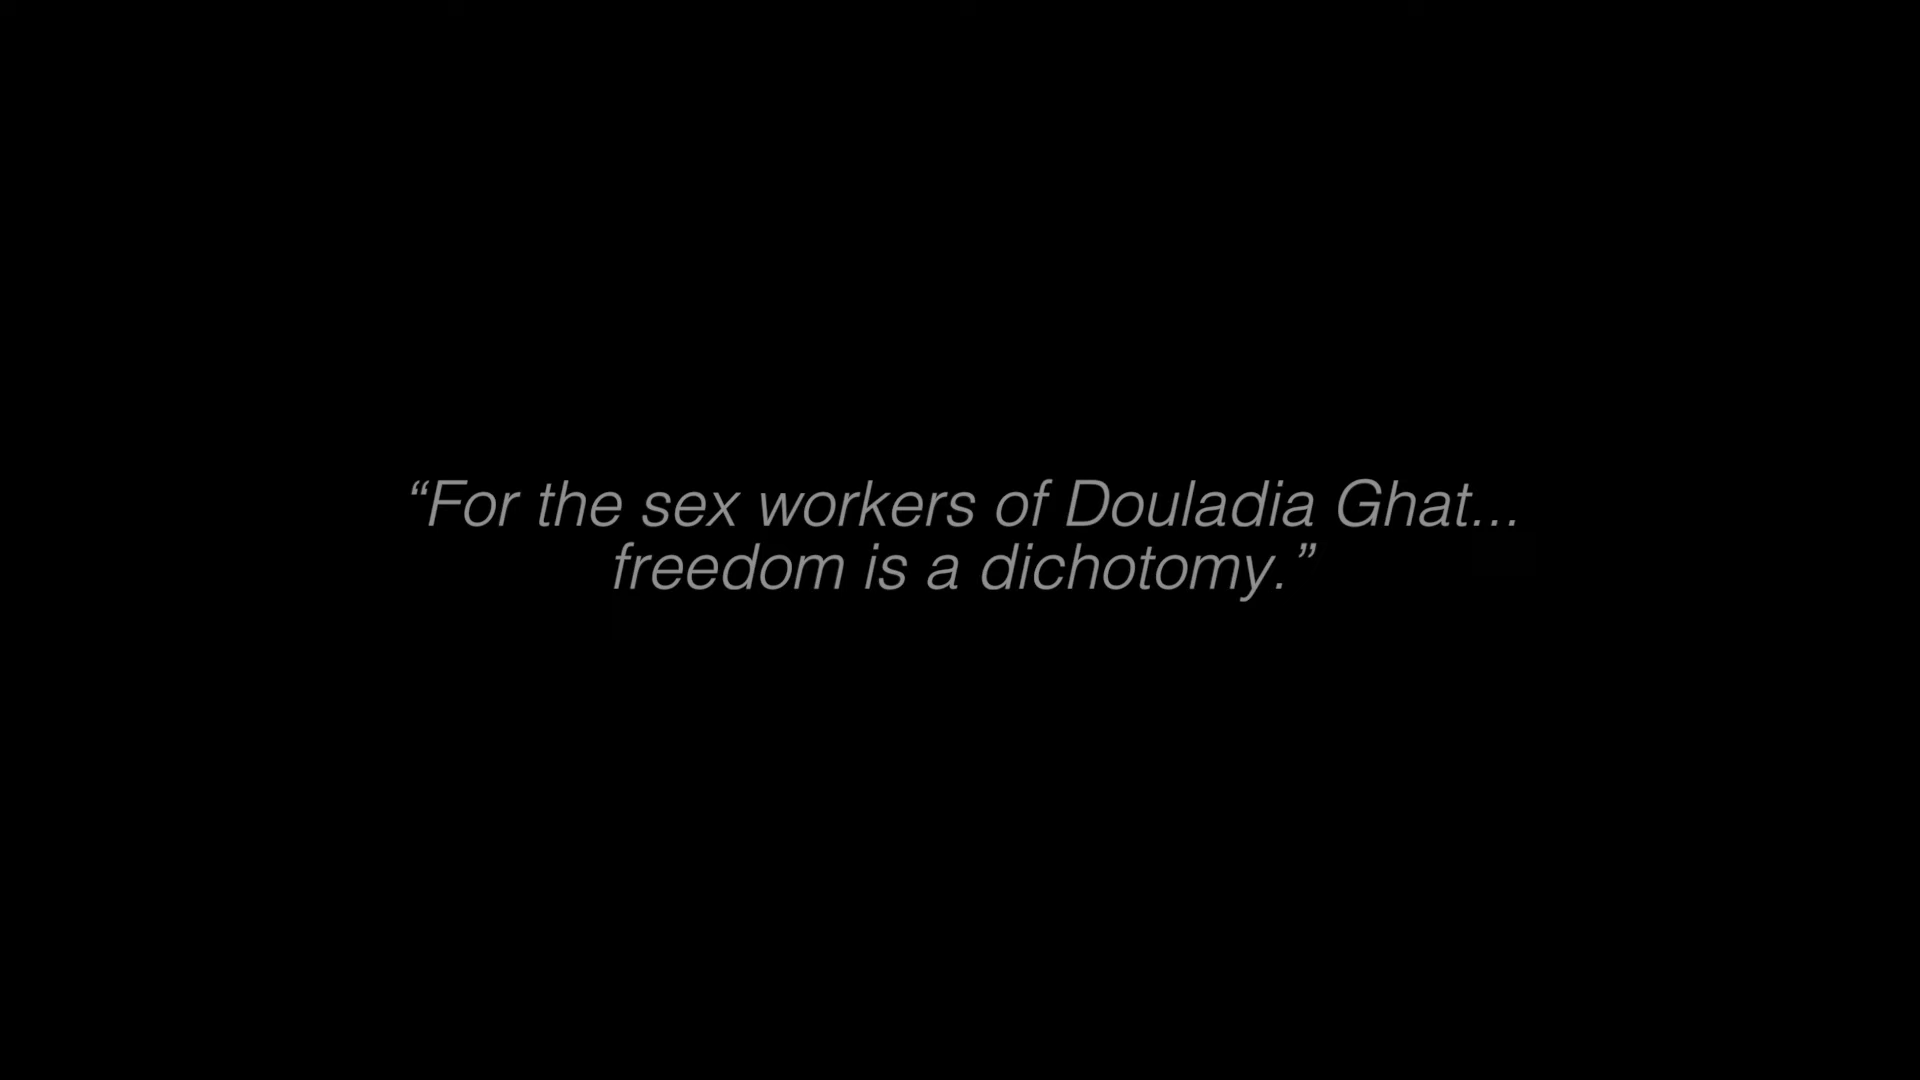 “For the sex workers of Douladia Ghat...
freedom is a dichotomy.”